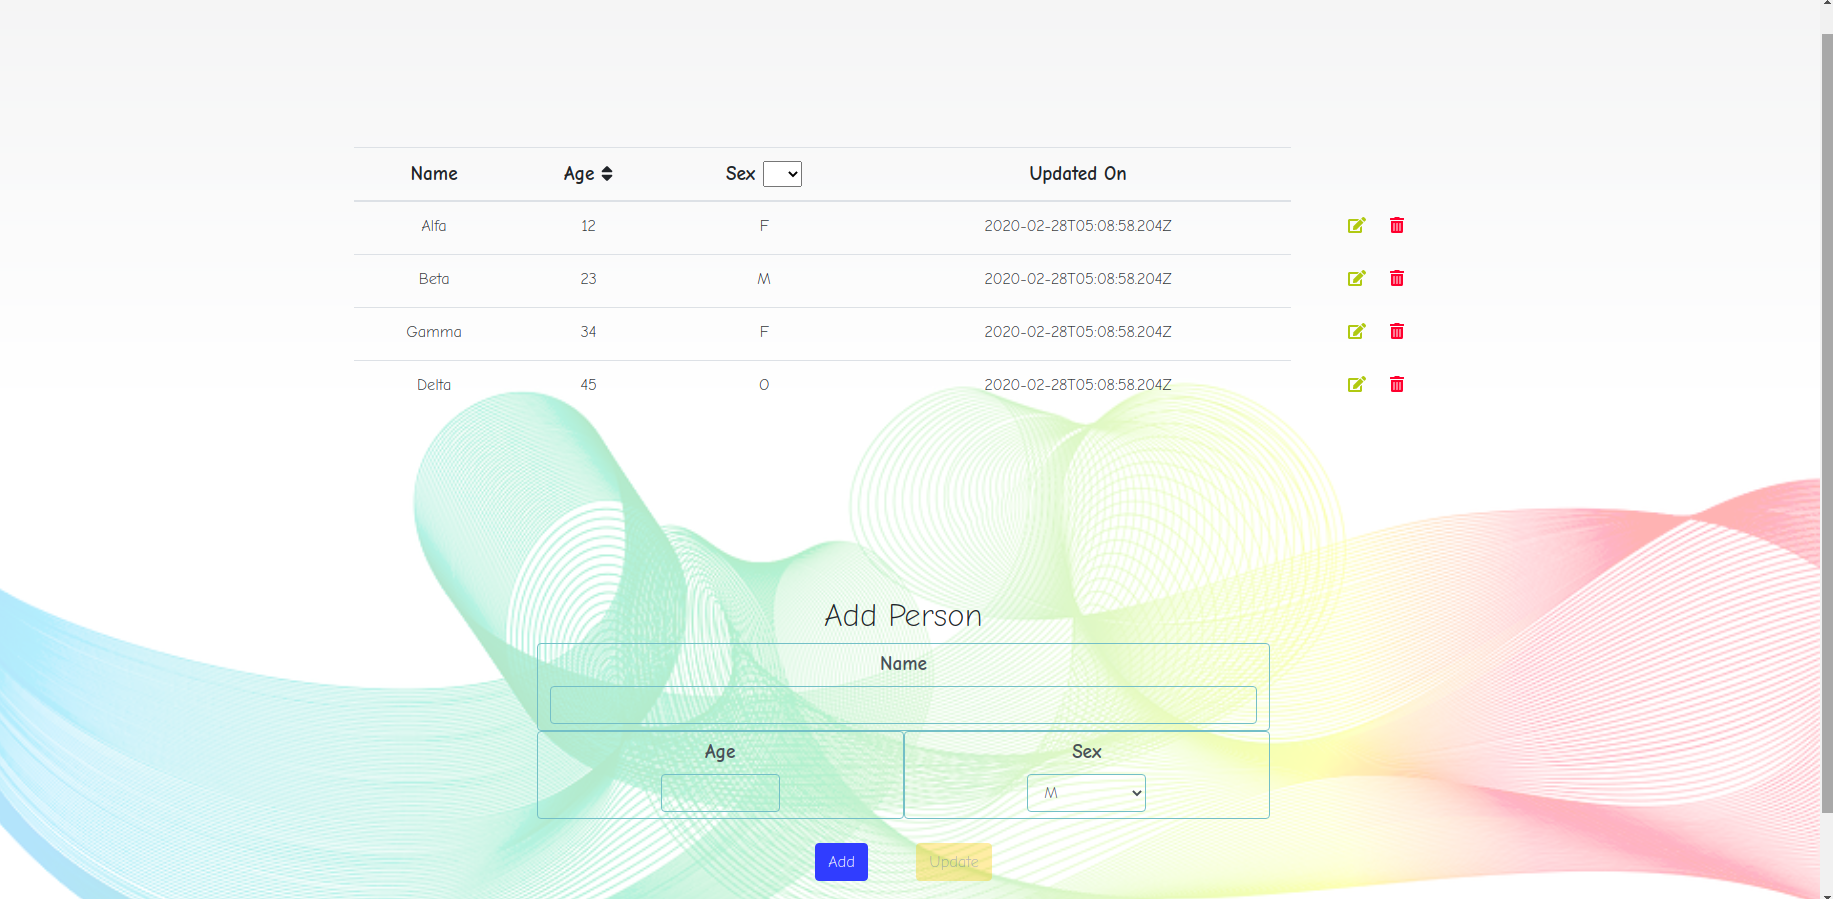 Name Age Sex Updated On
Alfa 12 F 2020-02-28T05:08:58.204Z
Beta 23 M 2020-02-28T05:08:58.204Z
Gamma 34 F 2020-02-28T05:08:58.204Z
Delta 45 O 2020-02-28T05:08:58.204Z
Add Person
Name
Age Sex
M
Add Update